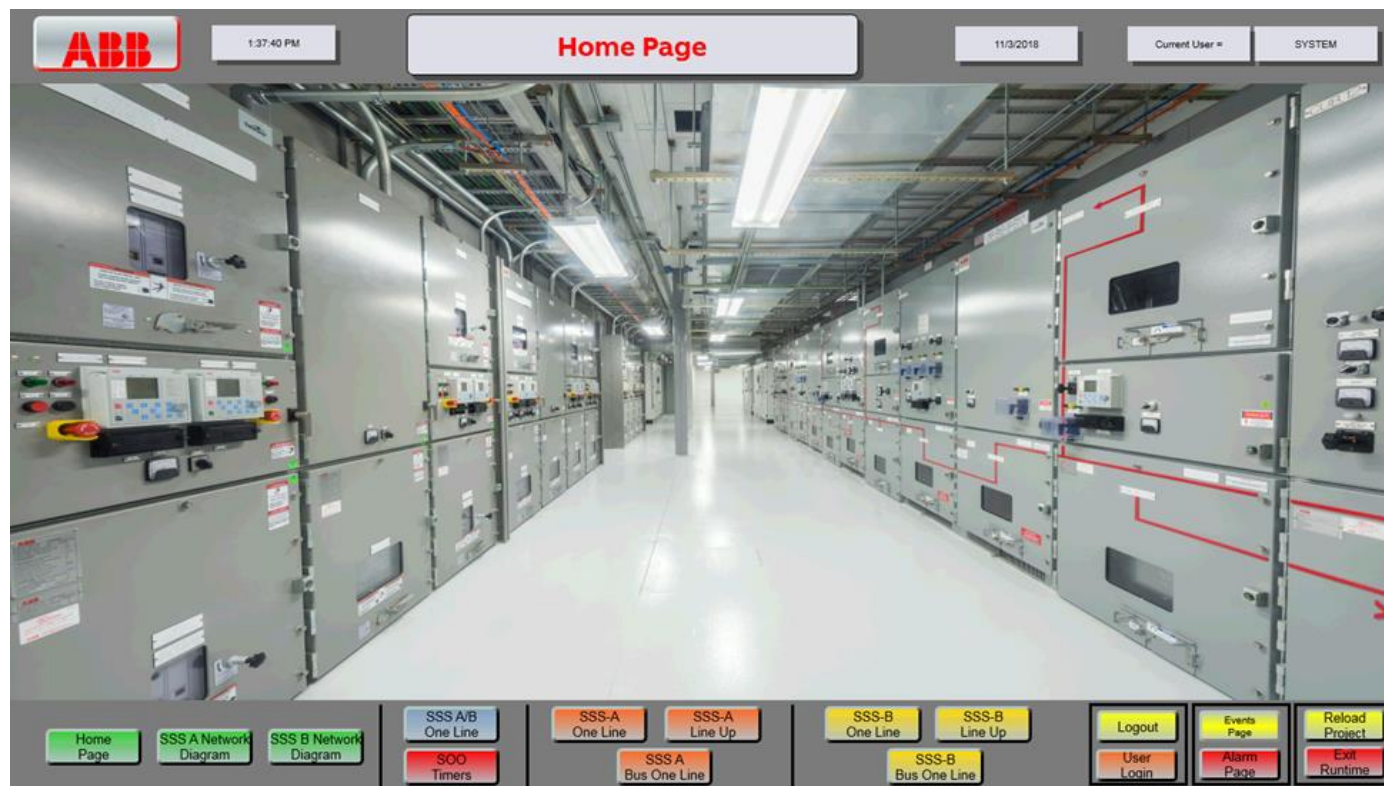 ABB
1:37:40 PM
Home Page
11/3/2018
Current User =
SYSTEM
Home
Page
SSS A Network
Diagram
SSS B Network
Diagram
SSS A/B
One Line
SOO
Timers
SSS-A
One Line
SSS-A
Line Up
SSS A
Bus One Line
SSS-B
One Line
SSS-B
Line Up
SSS-B
Bus One Line
Logout
User
Login
Events
Page
Alarm
Page
Reload
Project
Exit
Runtime